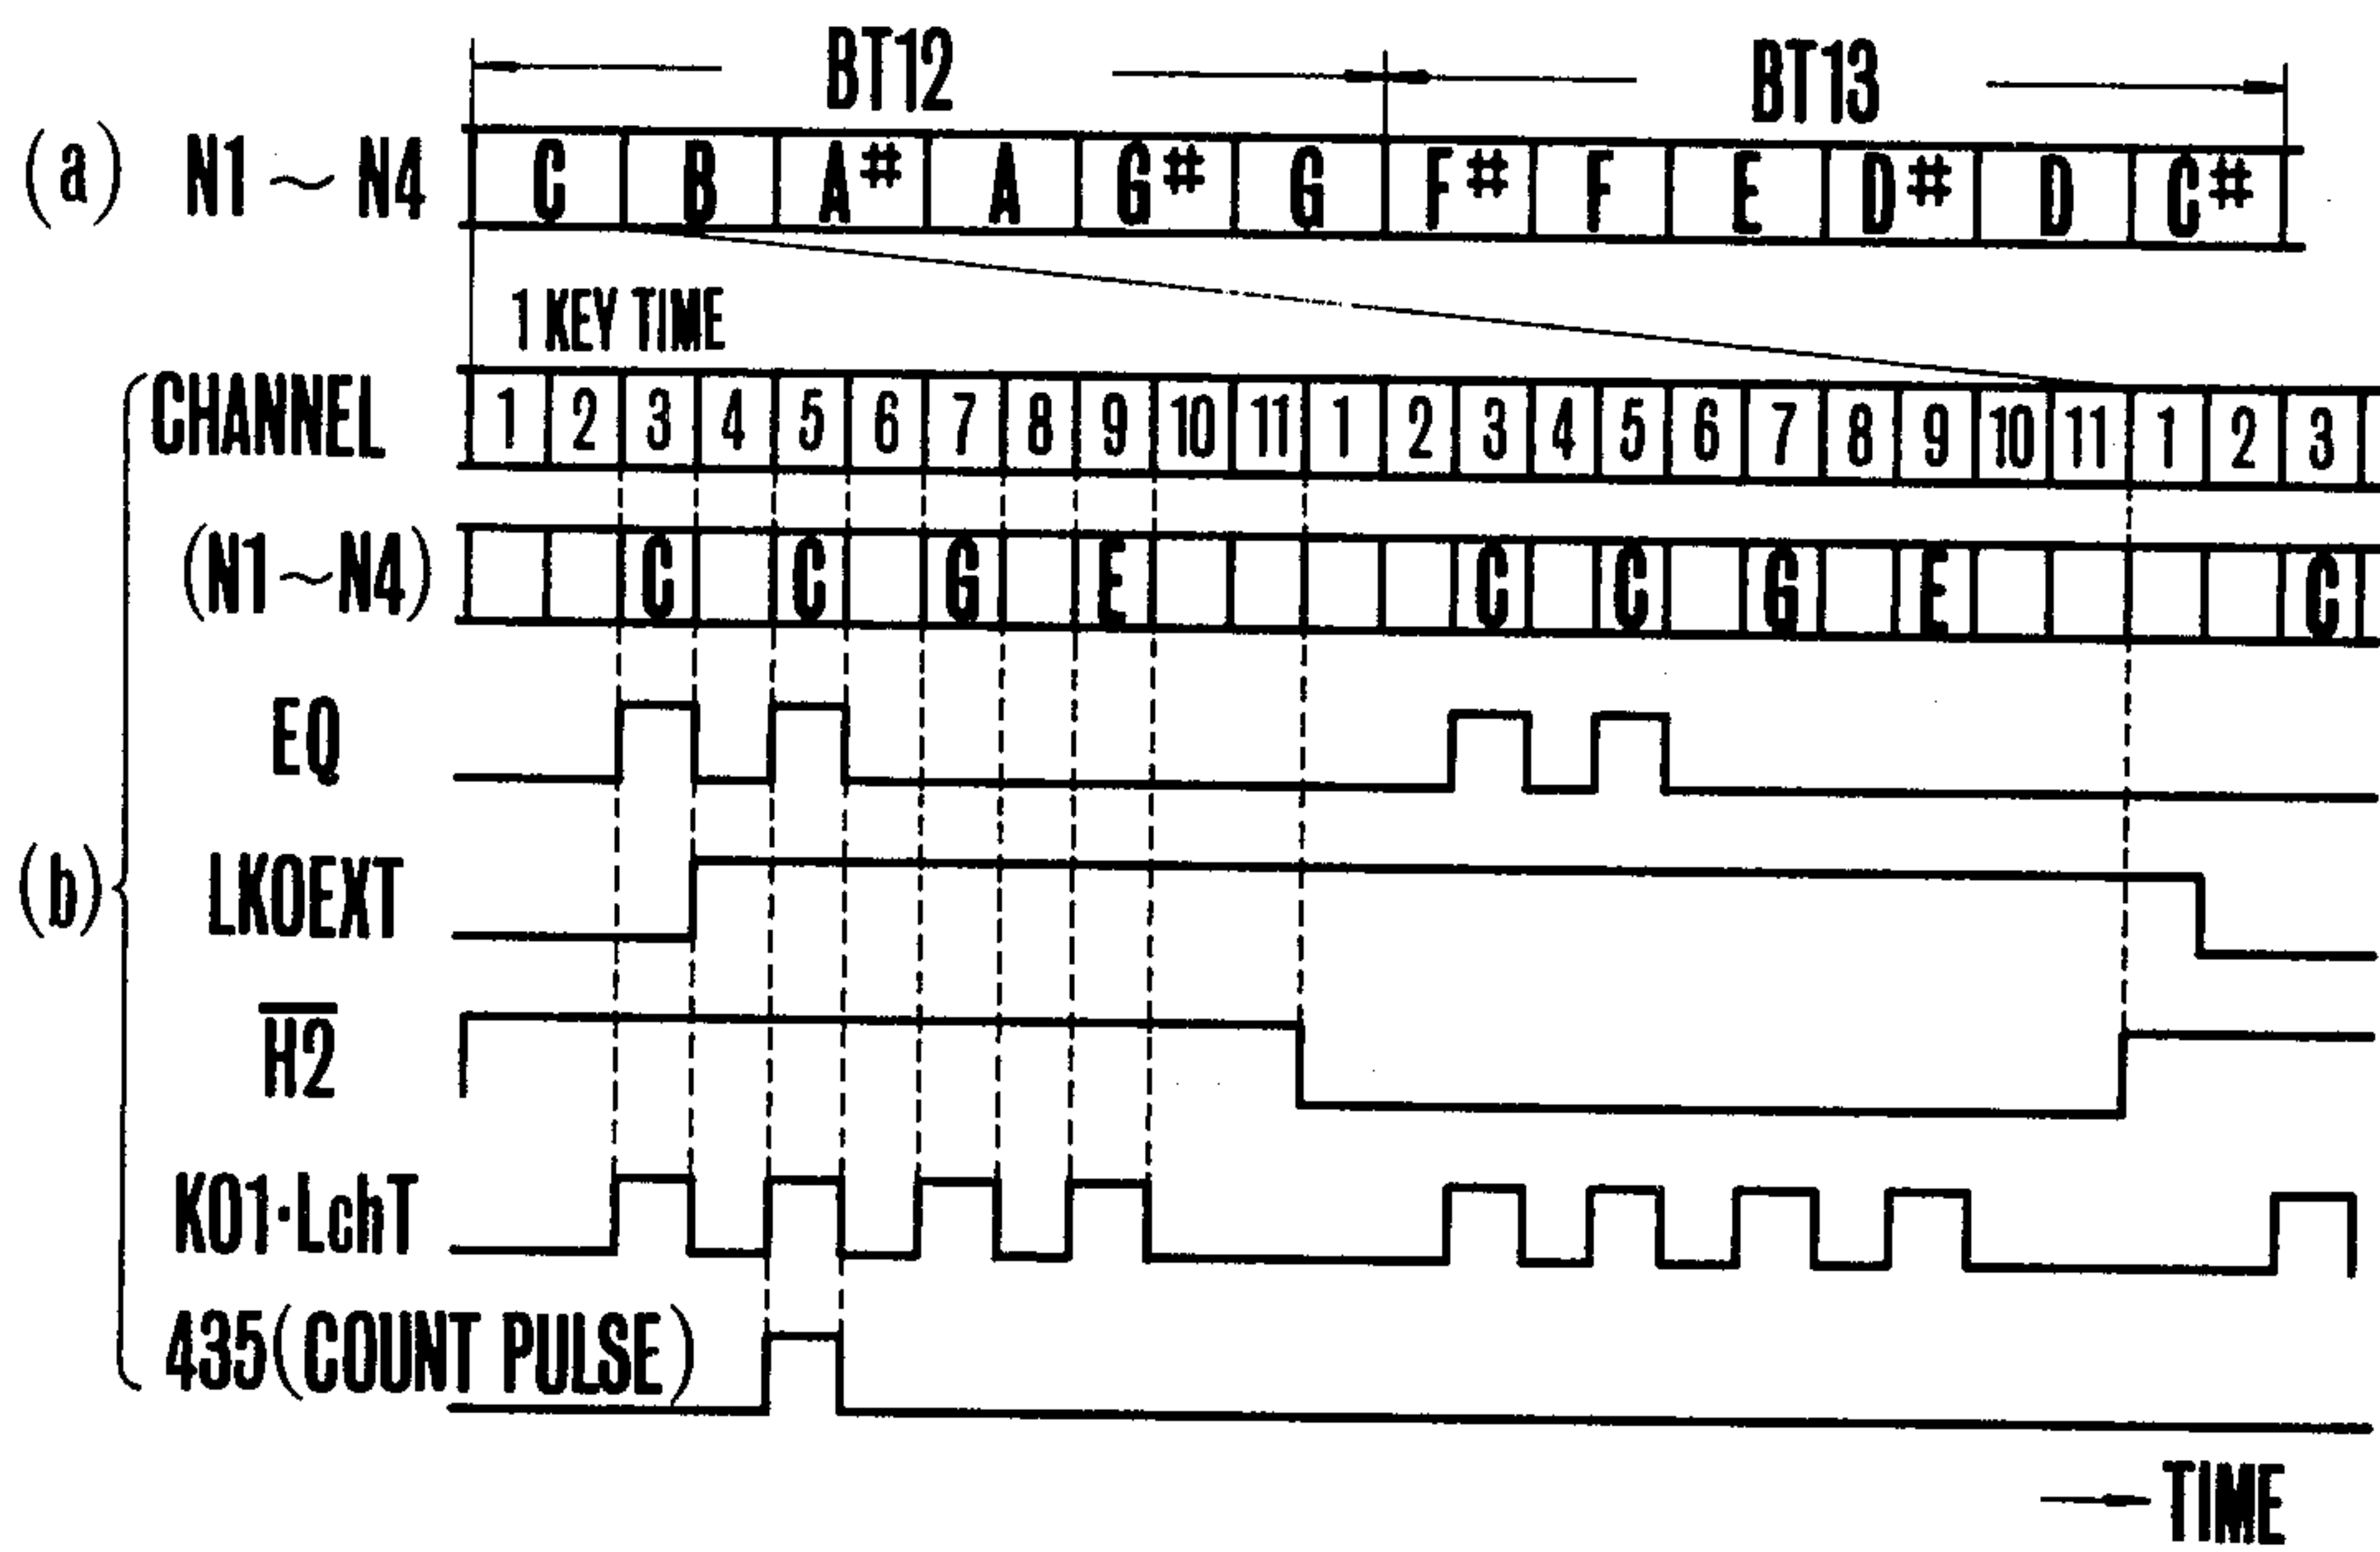 BT12 BT13
(a) N1～N4 C B A# A G# G F# F E D# D C#
1 KEY TIME
CHANNEL 1 2 3 4 5 6 7 8 9 10 11 1 2 3 4 5 6 7 8 9 10 11 1 2 3
(N1～N4) C C G E C C G E C
EQ
(b) LKOEXT
H2
KO1·LchT
435(COUNT PULSE)
TIME